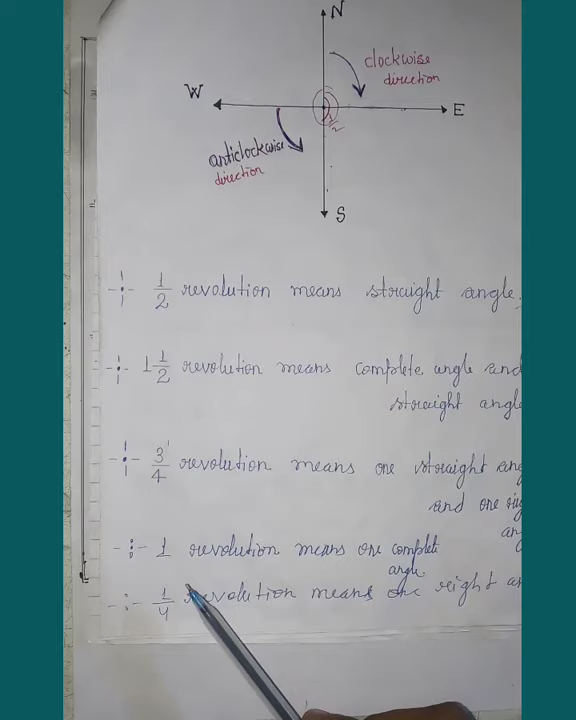 N
clockwise
direction
W
E
anticlockwise
direction
S
1/2 revolution means straight angle.
1 1/2 revolution means complete angle and
straight angle
3/4 revolution means one straight
and one
1 revolution means one complete
angle.
1/4 revolution means one right